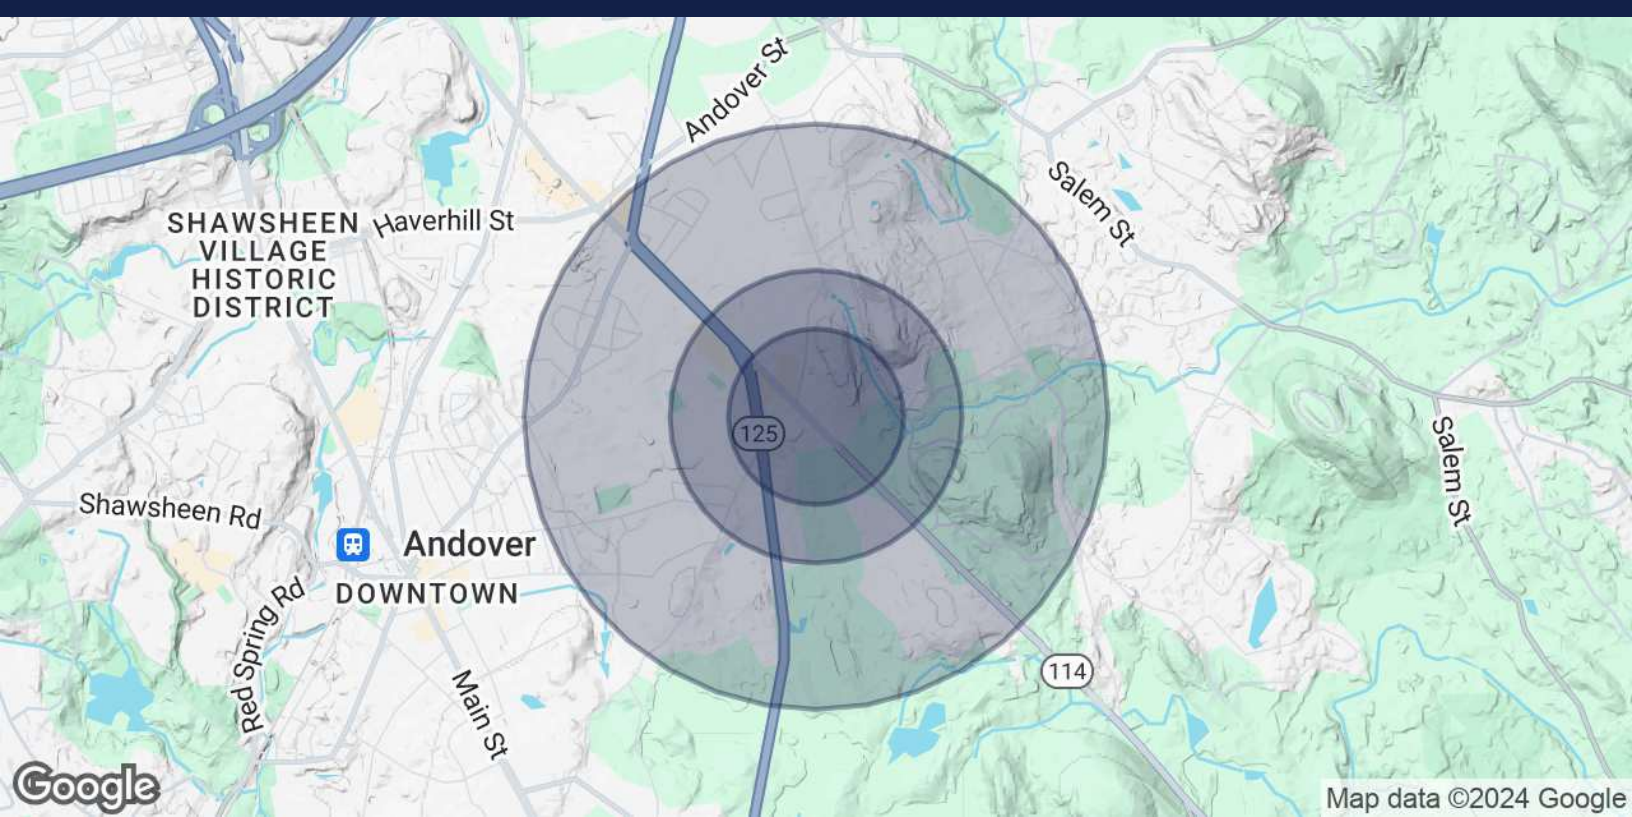 Andover St
Salem St
SHAWSHEEN
VILLAGE
HISTORIC
DISTRICT
Haverhill St
125
Salem St
Shawsheen Rd
Andover
DOWNTOWN
Red Spring Rd
Main St
114
Google
Map data ©2024 Google